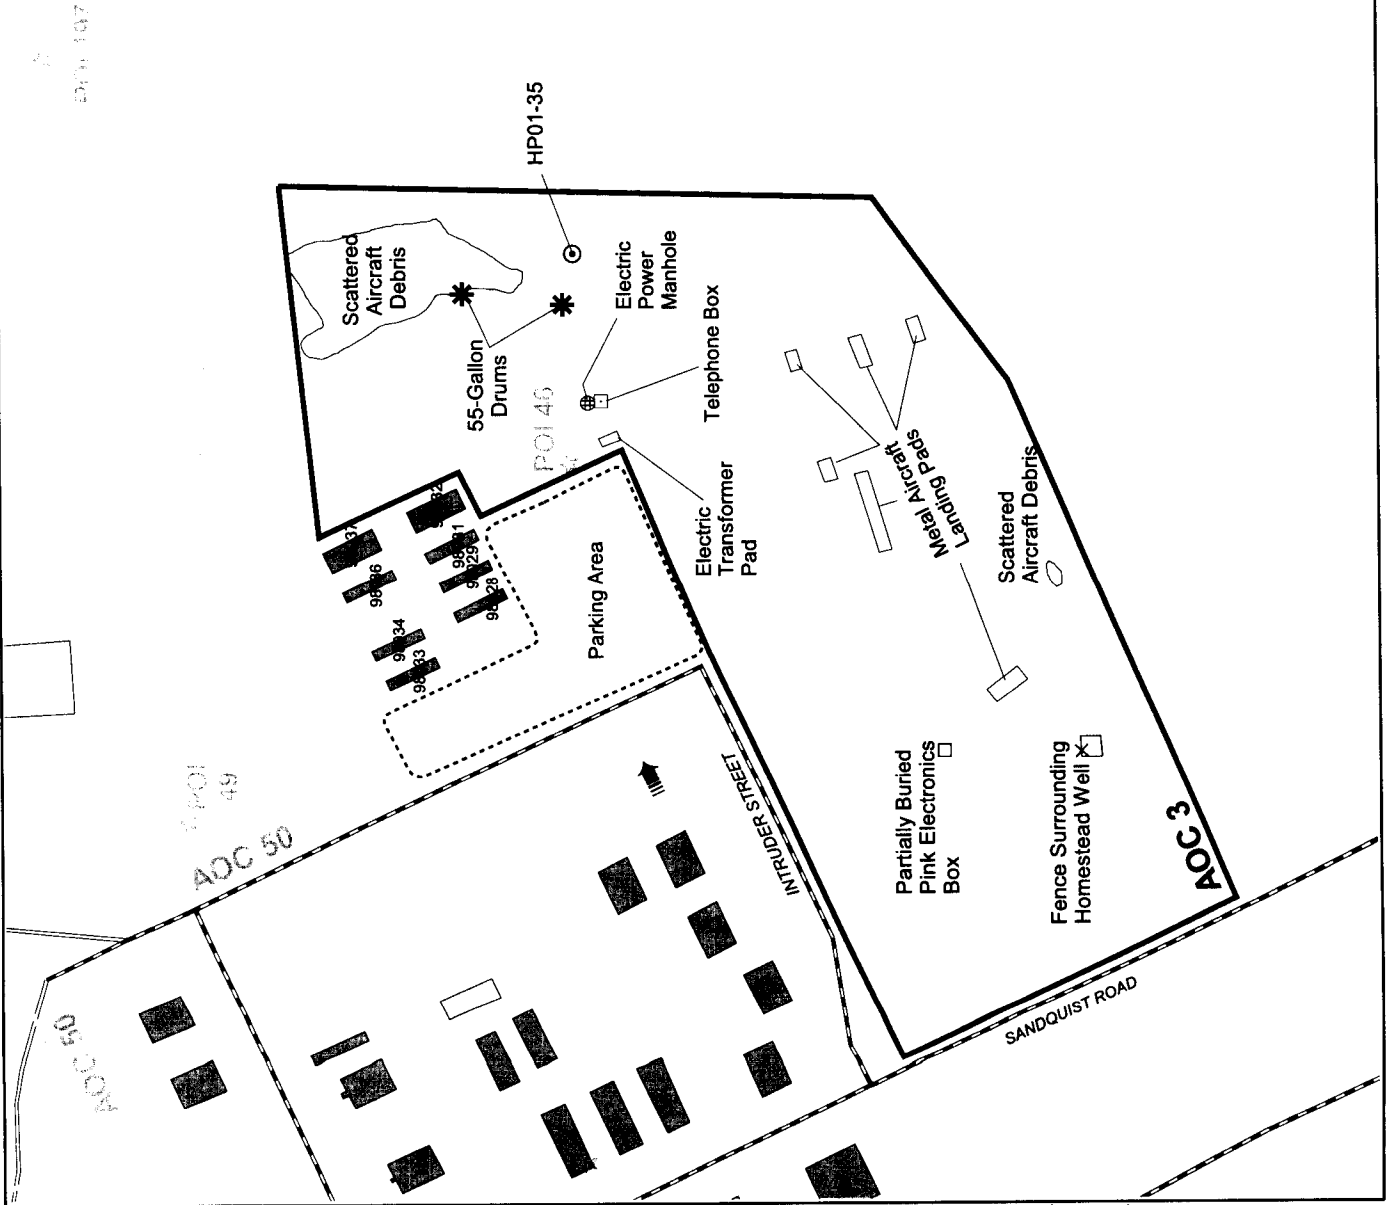 POI 107
HP01-35
Scattered
Aircraft
Debris
Electric
Power
Manhole
55-Gallon
Drums
Telephone Box
POI 46
Electric
Transformer
Pad
Parking Area
Metal Aircraft
Landing Pads
Scattered
Aircraft Debris
POI
49
AOC 50
INTRUDER STREET
Partially Buried
Pink Electronics
Box
Fence Surrounding
Homestead Well
AOC 3
SANDQUIST ROAD
AOC 50